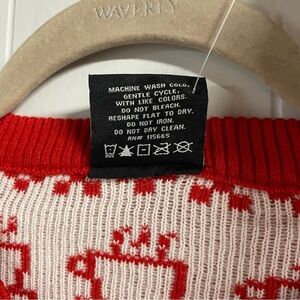 WAVERLY
MACHINE WASH COLD,
GENTLE CYCLE,
WITH LIKE COLORS.
DO NOT BLEACH.
RESHAPE FLAT TO DRY.
DO NOT IRON.
DO NOT DRY CLEAN.
RN# 115665